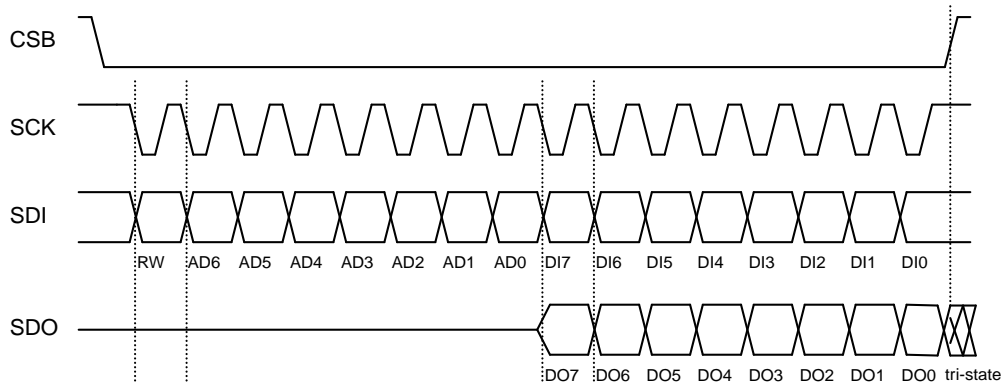 CSB
SCK
SDI
RW AD6 AD5 AD4 AD3 AD2 AD1 AD0 DI7 DI6 DI5 DI4 DI3 DI2 DI1 DI0
SDO
DO7 DO6 DO5 DO4 DO3 DO2 DO1 DO0 tri-state